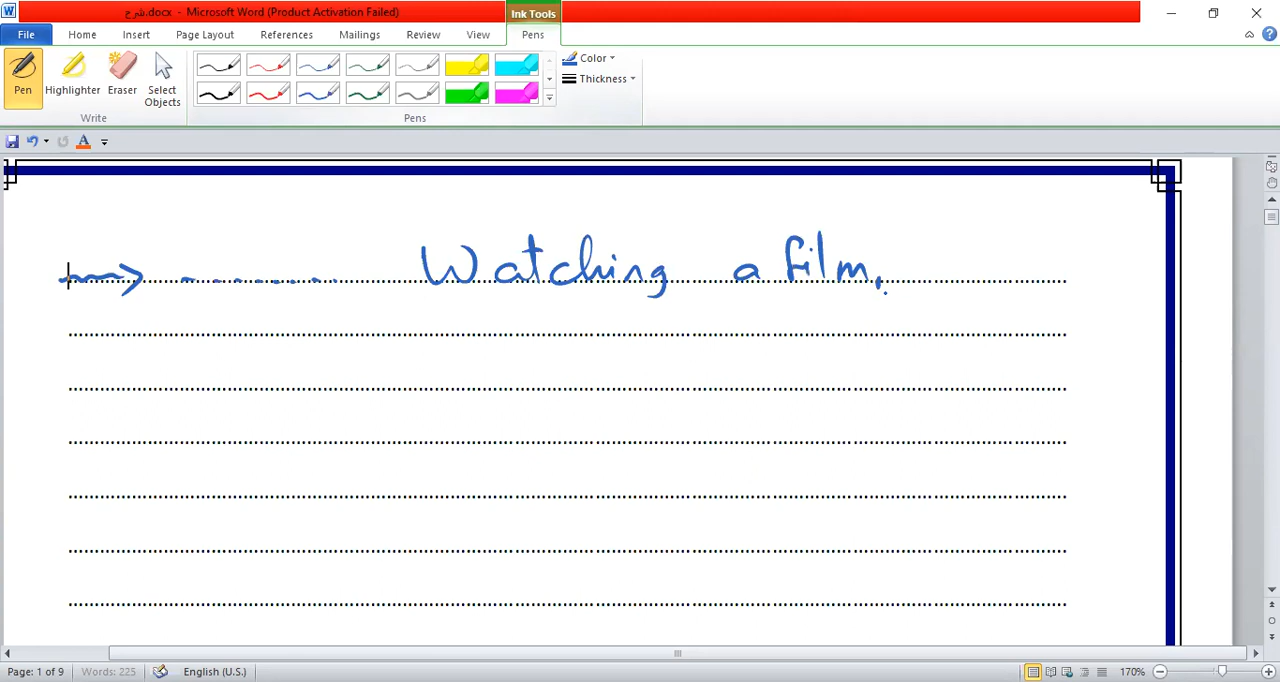 شرح.docx - Microsoft Word (Product Activation Failed)
Ink Tools
File Home Insert Page Layout References Mailings Review View Pens
Pen Highlighter Eraser Select Objects
Color
Thickness
Write Pens
........ Watching a film.
Page: 1 of 9 Words: 225 English (U.S.) 170%